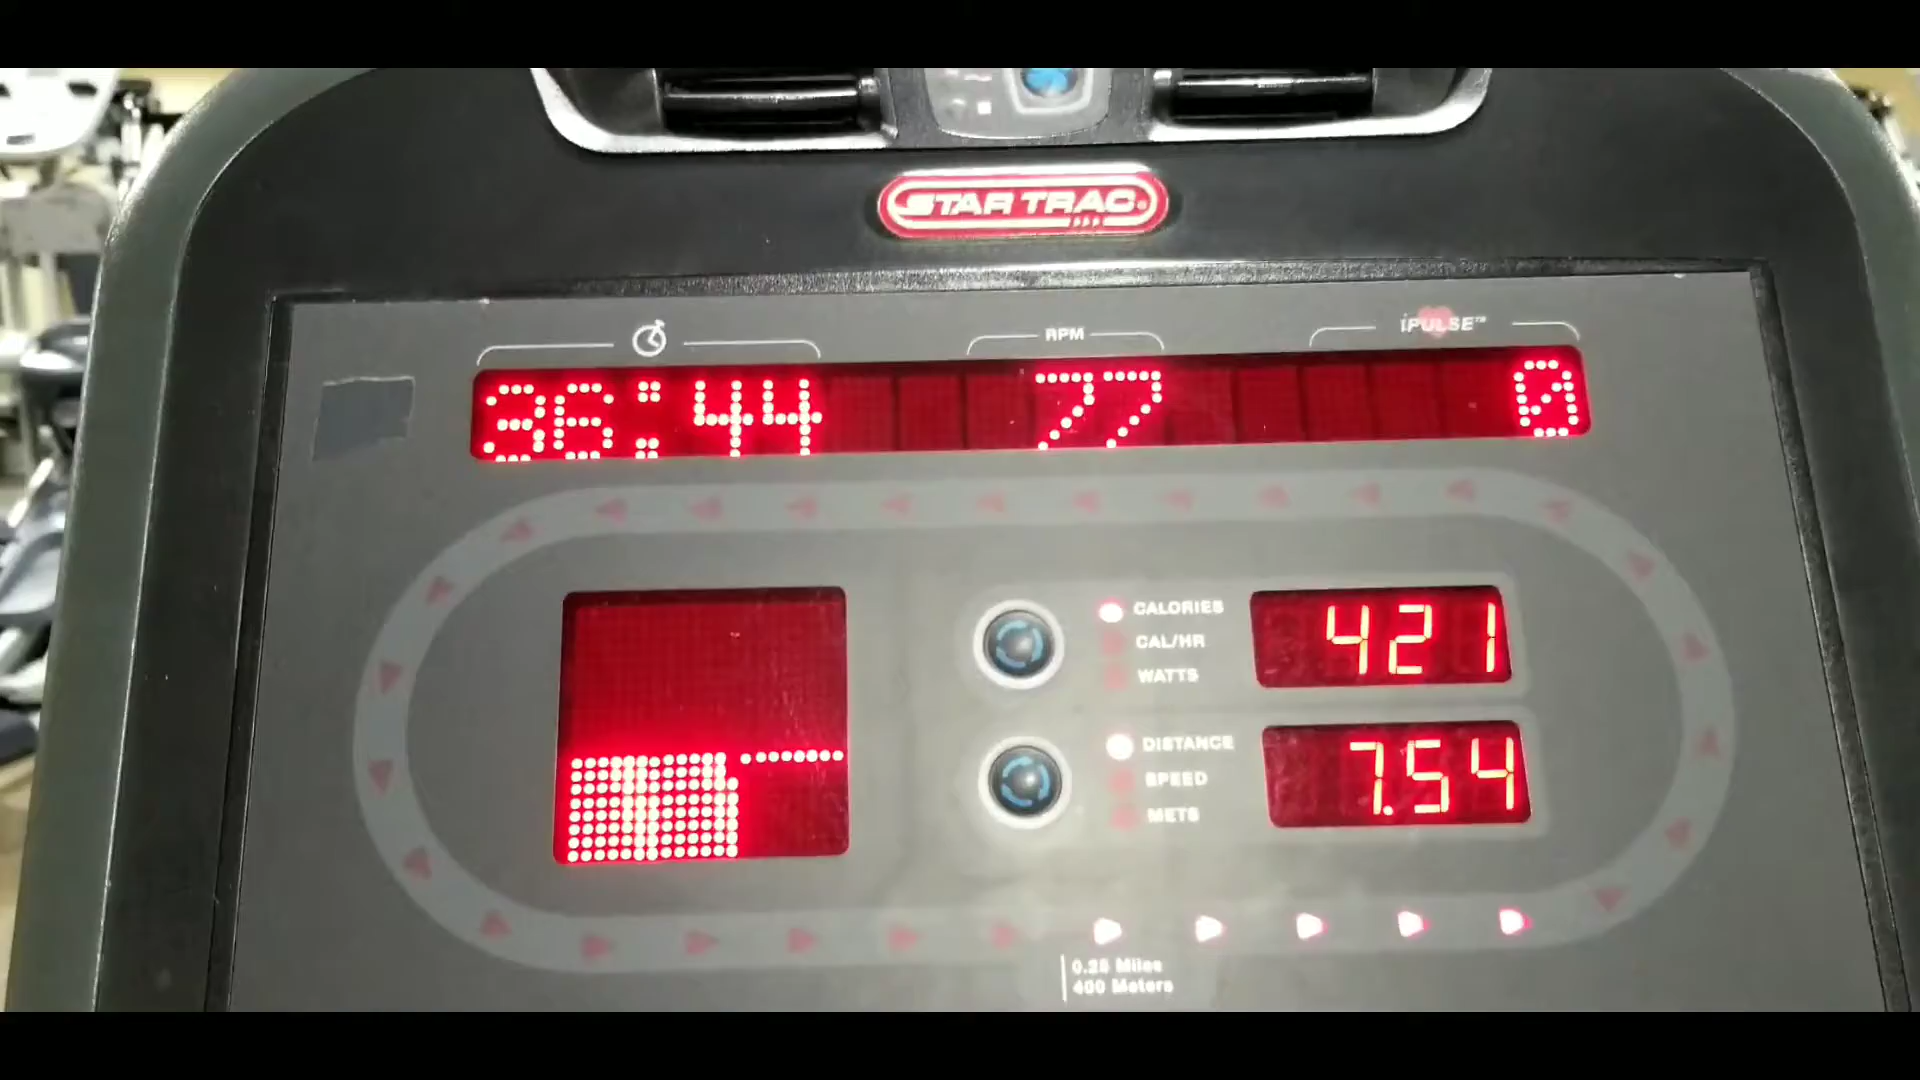 STAR TRAC
RPM
iPULSE™
36:44 77 0
CALORIES
CAL/HR
WATTS
421
DISTANCE
SPEED
METS
7.54
0.25 Miles
400 Meters